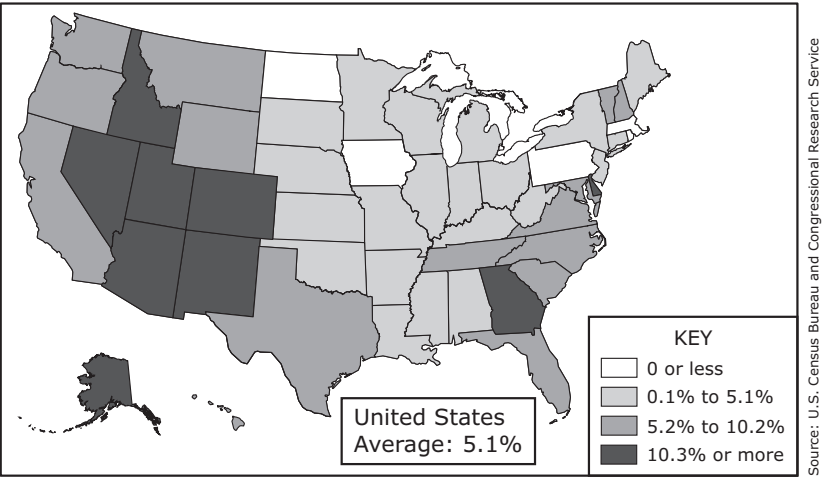 United States
Average: 5.1%
KEY
0 or less
0.1% to 5.1%
5.2% to 10.2%
10.3% or more
Source: U.S. Census Bureau and Congressional Research Service